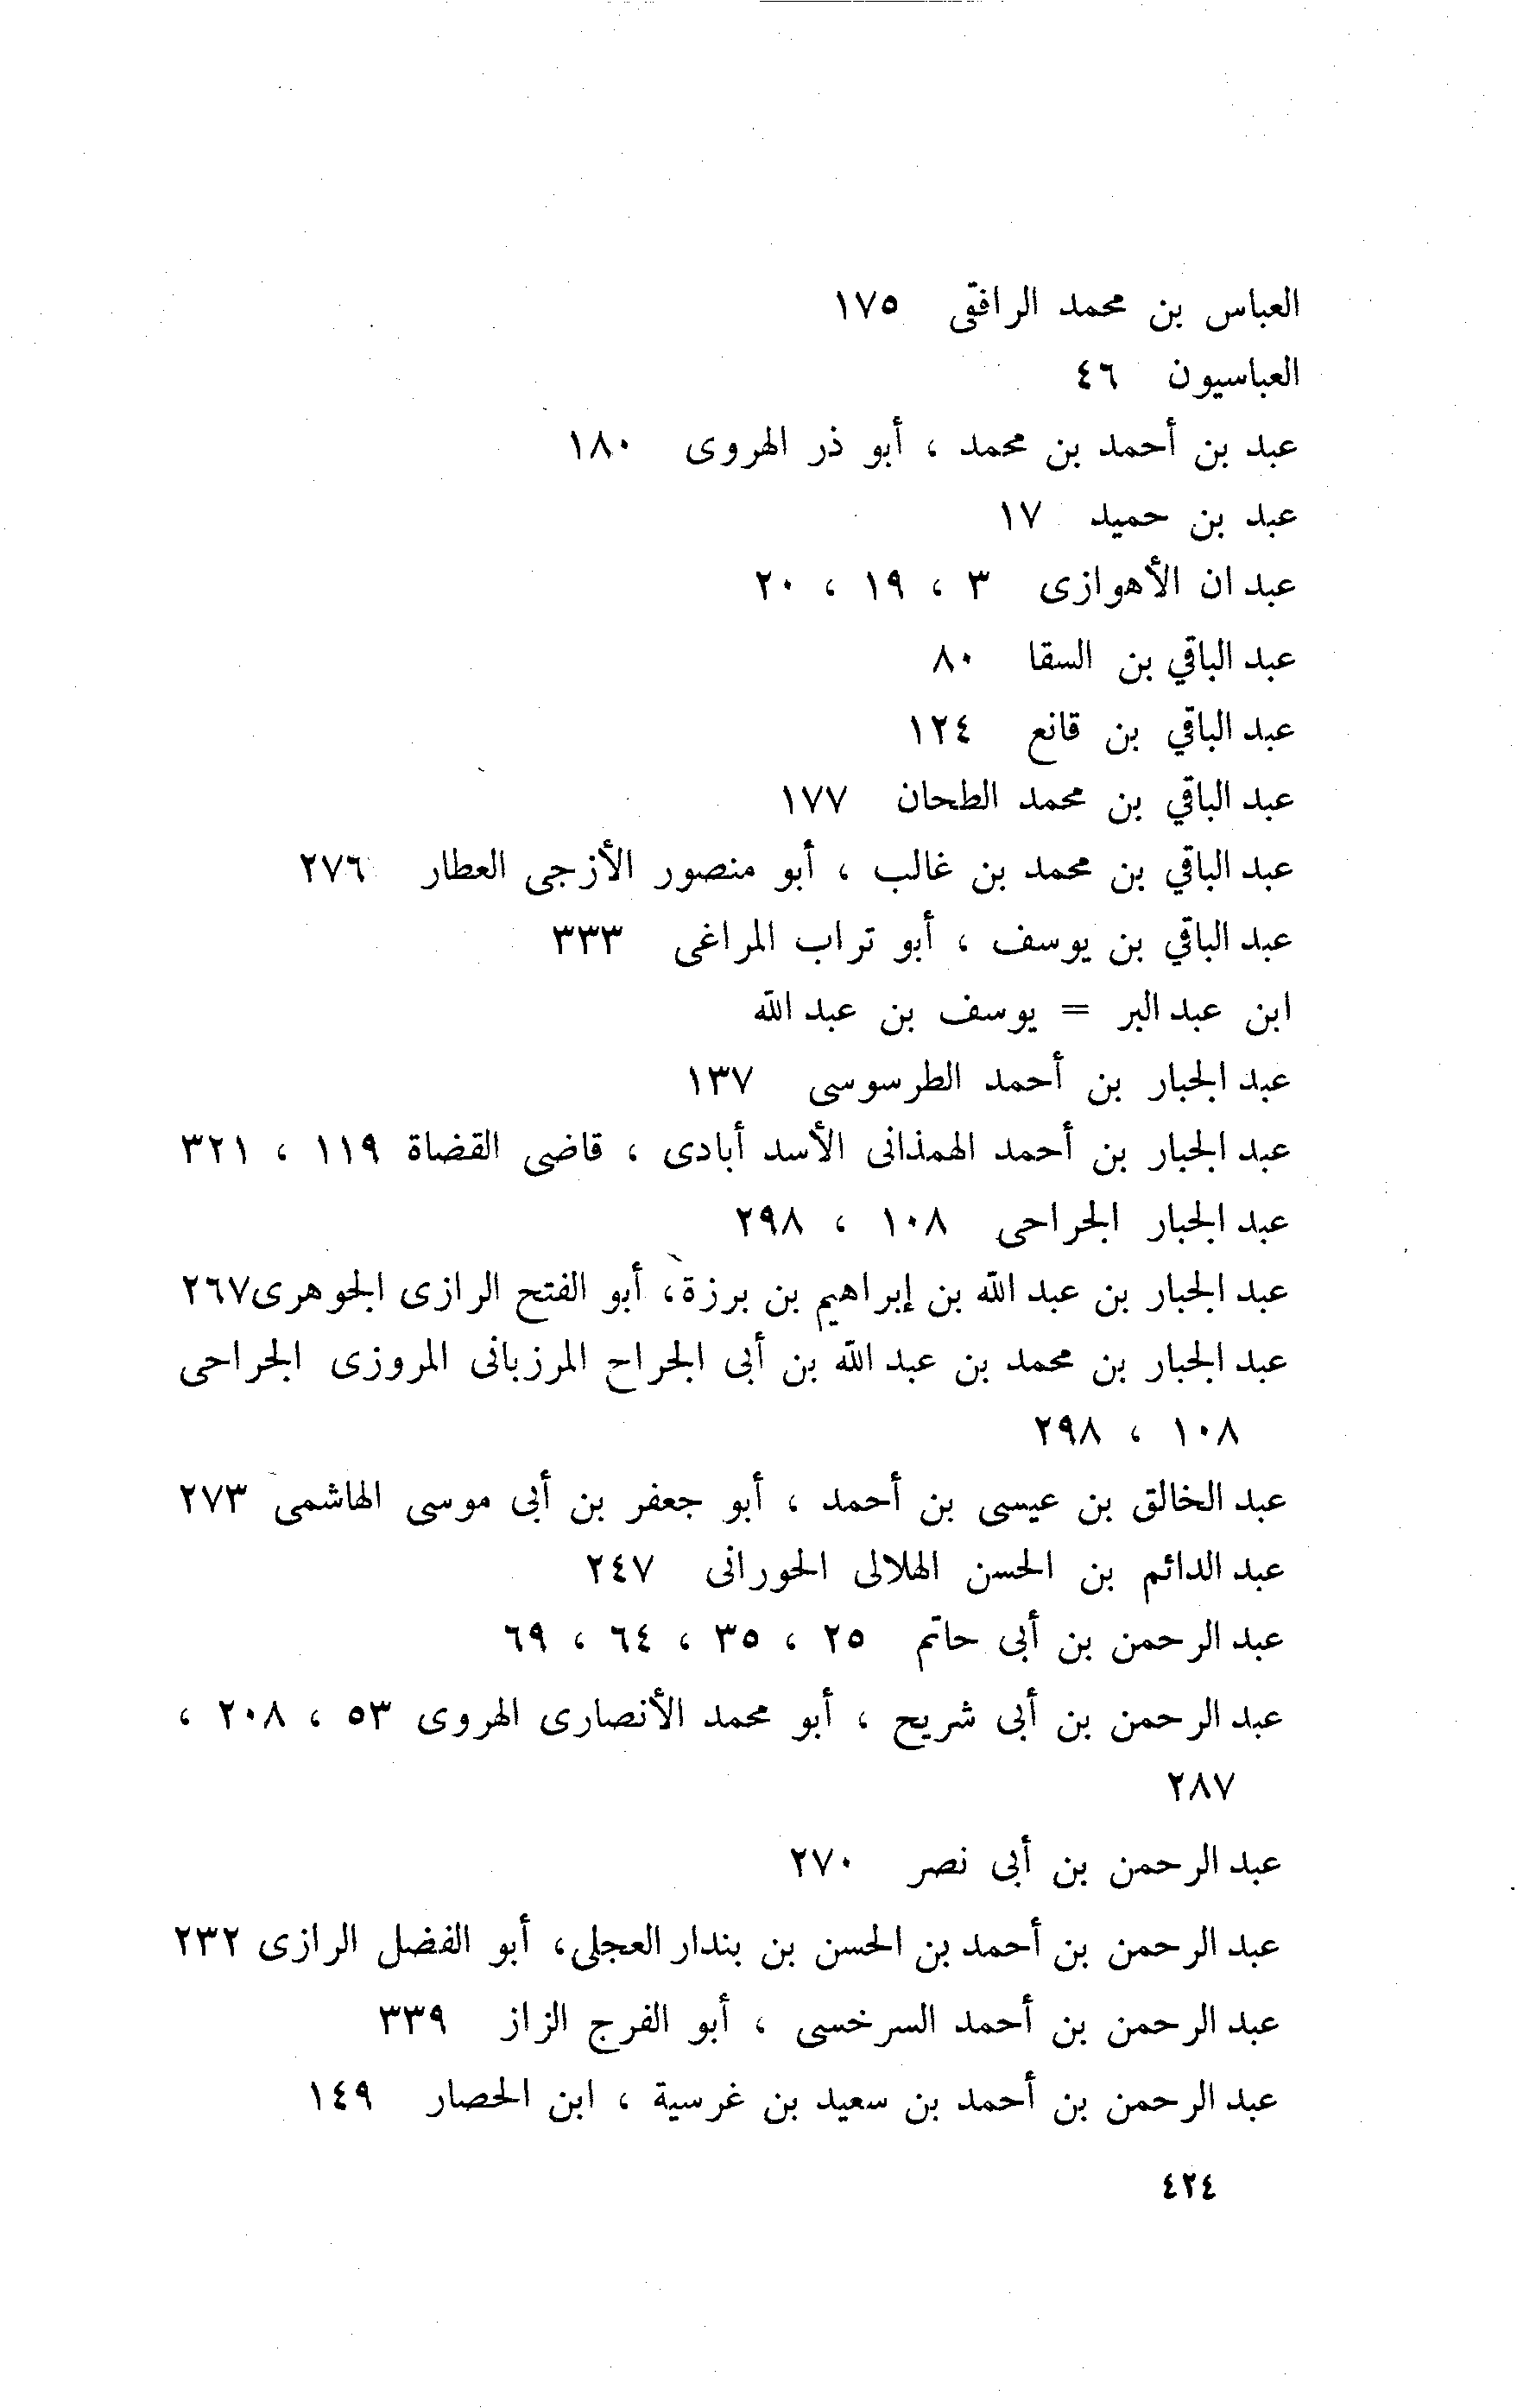 العباس بن محمد الرافقى ١٧٥
العباسيون ٤٦
عبد بن أحمد بن محمد ، أبو ذر الهروى ١٨٠
عبد بن حميد ١٧
عبدان الأهوازى ٣ ، ١٩ ، ٢٠
عبد الباقي بن السقا ٨٠
عبد الباقي بن قانع ١٢٤
عبد الباقي بن محمد الطحان ١٧٧
عبد الباقي بن محمد بن غالب ، أبو منصور الأزجى العطار ٢٧٦
عبد الباقي بن يوسف ، أبو تراب المراغى ٣٣٣
ابن عبد البر = يوسف بن عبد الله
عبد الجبار بن أحمد الطرسوسى ١٣٧
عبد الجبار بن أحمد الهمذانى الأسد أبادى ، قاضى القضاة ١١٩ ، ٣٢١
عبد الجبار الجراحى ١٠٨ ، ٢٩٨
عبد الجبار بن عبد الله بن إبراهيم بن برزة، أبو الفتح الرازى الجوهرى ٢٦٧
عبد الجبار بن محمد بن عبد الله بن أبى الجراح المرزبانى المروزى الجراحى
١٠٨ ، ٢٩٨
عبد الخالق بن عيسى بن أحمد ، أبو جعفر بن أبى موسى الهاشمى ٢٧٣
عبد الدائم بن الحسن الهلالى الحورانى ٢٤٧
عبد الرحمن بن أبى حاتم ٢٥ ، ٣٥ ، ٦٤ ، ٦٩
عبد الرحمن بن أبى شريح ، أبو محمد الأنصارى الهروى ٥٣ ، ٢٠٨ ،
٢٨٧
عبد الرحمن بن أبى نصر ٢٧٠
عبد الرحمن بن أحمد بن الحسن بن بندار العجلى، أبو الفضل الرازى ٢٣٢
عبد الرحمن بن أحمد السرخسى ، أبو الفرج الزاز ٣٣٩
عبد الرحمن بن أحمد بن سعيد بن غرسية ، ابن الحصار ١٤٩
٤٢٤